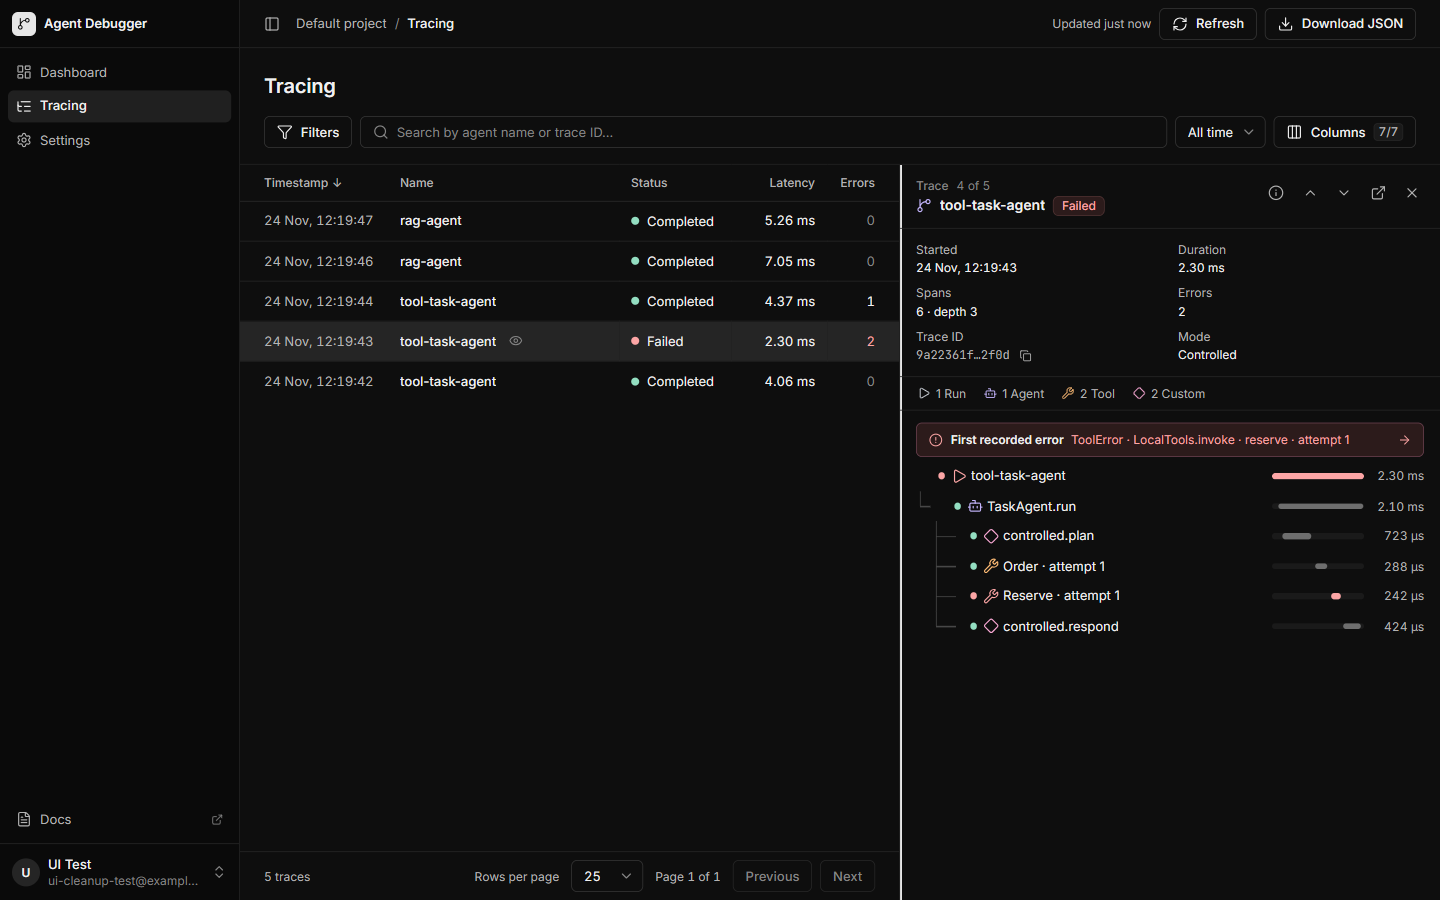 Agent Debugger
Default project / Tracing
Updated just now
Refresh
Download JSON
Dashboard
Tracing
Settings
Tracing
Filters
Search by agent name or trace ID...
All time
Columns 7/7
Timestamp Name Status Latency Errors
24 Nov, 12:19:47 rag-agent Completed 5.26 ms 0
24 Nov, 12:19:46 rag-agent Completed 7.05 ms 0
24 Nov, 12:19:44 tool-task-agent Completed 4.37 ms 1
24 Nov, 12:19:43 tool-task-agent Failed 2.30 ms 2
24 Nov, 12:19:42 tool-task-agent Completed 4.06 ms 0
Trace 4 of 5
tool-task-agent Failed
Started Duration
24 Nov, 12:19:43 2.30 ms
Spans Errors
6 · depth 3 2
Trace ID Mode
9a22361f…2f0d Controlled
1 Run 1 Agent 2 Tool 2 Custom
First recorded error ToolError · LocalTools.invoke · reserve · attempt 1
tool-task-agent 2.30 ms
TaskAgent.run 2.10 ms
controlled.plan 723 µs
Order · attempt 1 288 µs
Reserve · attempt 1 242 µs
controlled.respond 424 µs
Docs
U
UI Test
ui-cleanup-test@exampl...
5 traces
Rows per page 25
Page 1 of 1
Previous
Next